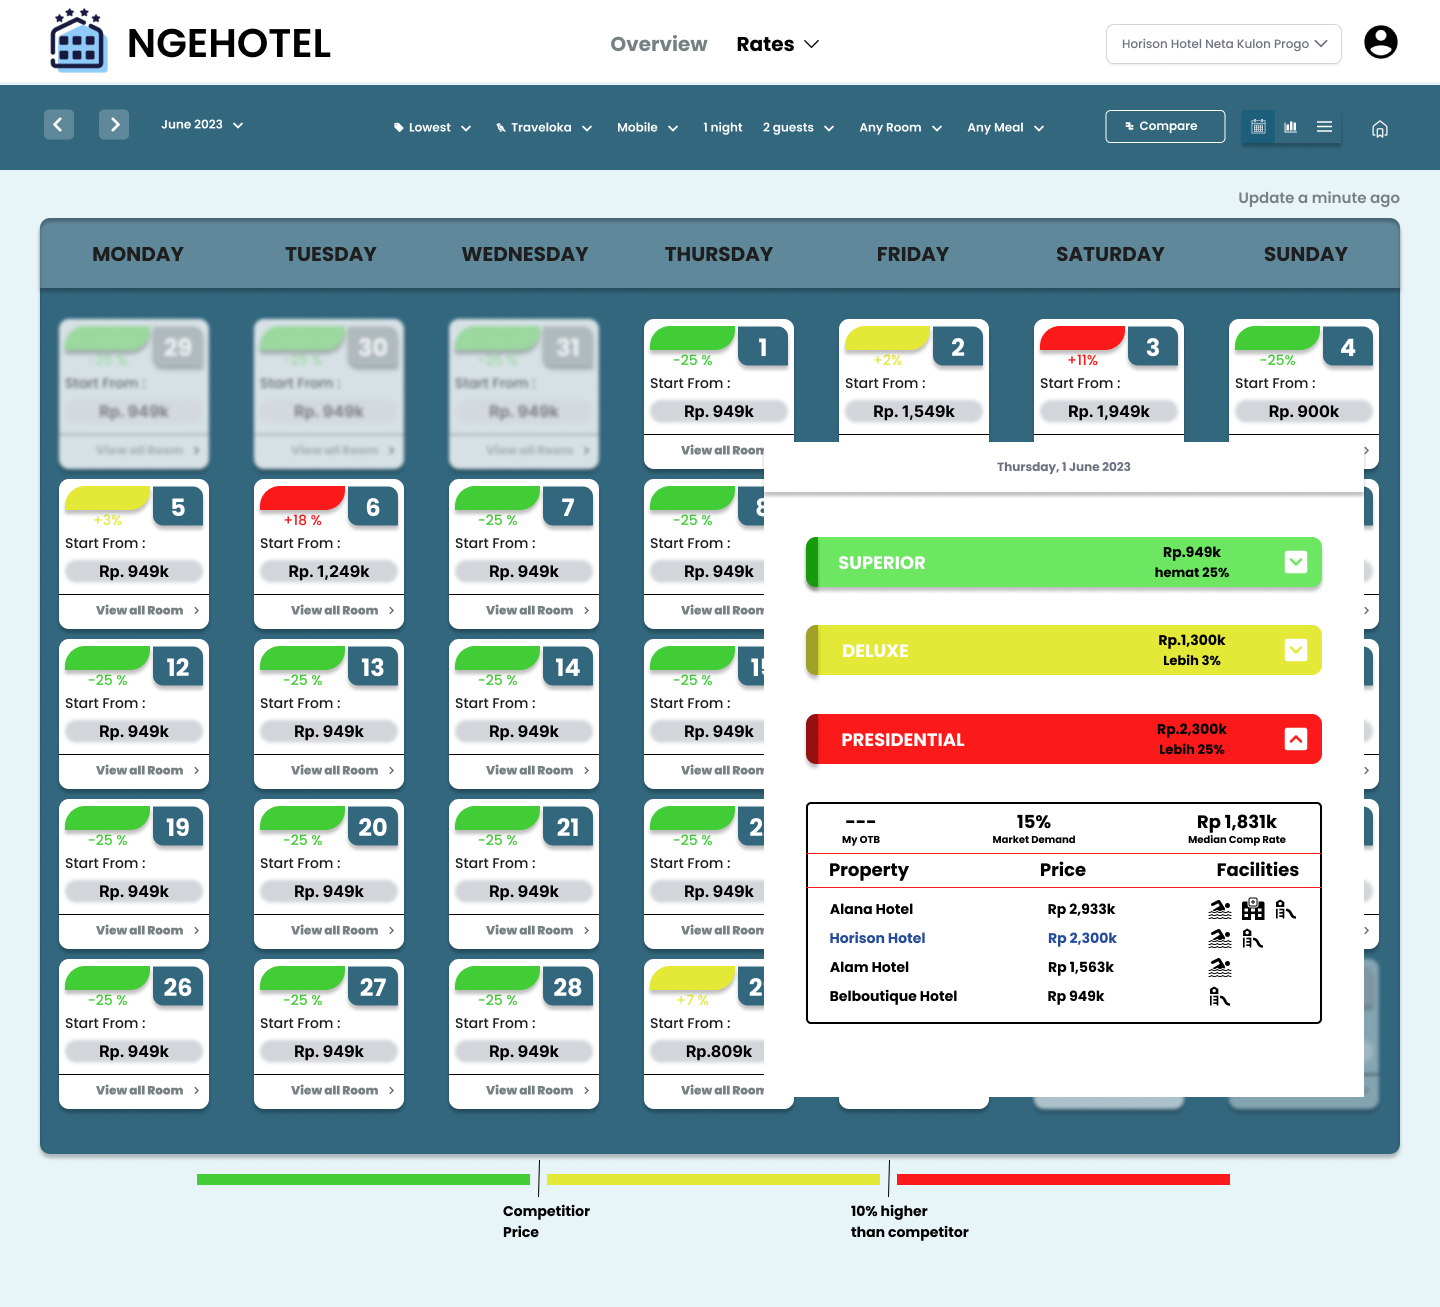 NGEHOTEL
Overview Rates
Horison Hotel Neta Kulon Progo
June 2023 Lowest Traveloka Mobile 1 night 2 guests Any Room Any Meal Compare
Update a minute ago
MONDAY TUESDAY WEDNESDAY THURSDAY FRIDAY SATURDAY SUNDAY
29 30 31 1 2 3 4
-25 % -25 % -25 % -25 % +2% +11% -25%
Start From : Start From : Start From : Start From : Start From : Start From : Start From :
Rp. 949k Rp. 949k Rp. 949k Rp. 949k Rp. 1,549k Rp. 1,949k Rp. 900k
View all Room View all Room View all Room View all Room
5 6 7 8
+3% +18 % -25 % -25 %
Start From : Start From : Start From : Start From :
Rp. 949k Rp. 1,249k Rp. 949k Rp. 949k
View all Room View all Room View all Room View all Room
12 13 14 15
-25 % -25 % -25 % -25 %
Start From : Start From : Start From : Start From :
Rp. 949k Rp. 949k Rp. 949k Rp. 949k
View all Room View all Room View all Room View all Room
19 20 21 2
-25 % -25 % -25 % -25 %
Start From : Start From : Start From : Start From :
Rp. 949k Rp. 949k Rp. 949k Rp. 949k
View all Room View all Room View all Room View all Room
26 27 28 2
-25 % -25 % -25 % +7 %
Start From : Start From : Start From : Start From :
Rp. 949k Rp. 949k Rp. 949k Rp.809k
View all Room View all Room View all Room View all Room
Thursday, 1 June 2023
SUPERIOR Rp.949k
hemat 25%
DELUXE Rp.1,300k
Lebih 3%
PRESIDENTIAL Rp.2,300k
Lebih 25%
--- 15% Rp 1,831k
My OTB Market Demand Median Comp Rate
Property Price Facilities
Alana Hotel Rp 2,933k
Horison Hotel Rp 2,300k
Alam Hotel Rp 1,563k
Belboutique Hotel Rp 949k
Competitior
Price
10% higher
than competitor